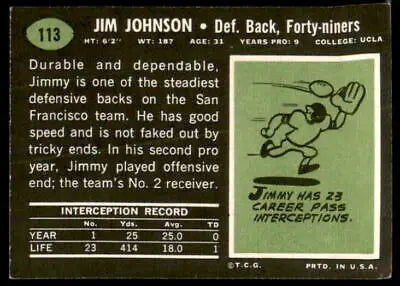 113
JIM JOHNSON • Def. Back, Forty-niners
HT: 6'2" WT: 187 AGE: 31 YEARS PRO: 9 COLLEGE: UCLA
Durable and dependable,
Jimmy is one of the steadiest
defensive backs on the San
Francisco team. He has good
speed and is not faked out by
tricky ends. In his second pro
year, Jimmy played offensive
end; the team's No. 2 receiver.
INTERCEPTION RECORD
No. Yds. Avg. TD
YEAR 1 25 25.0 0
LIFE 23 414 18.0 1
JIMMY HAS 23
CAREER PASS
INTERCEPTIONS.
©T.C.G. PRTD. IN U.S.A.